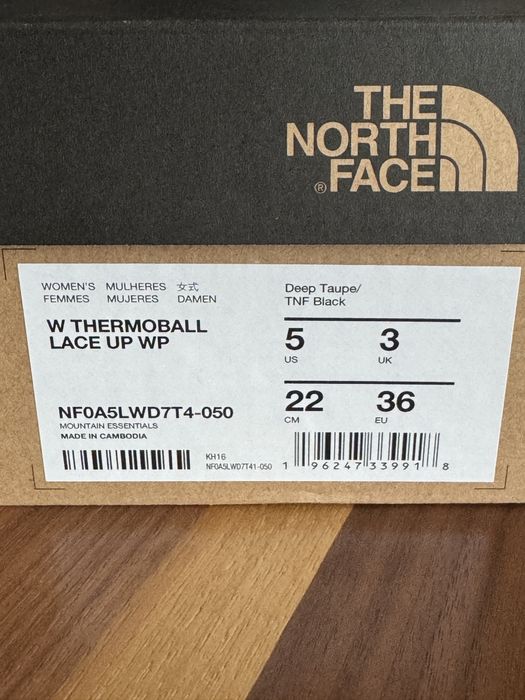 THE
NORTH
FACE
®
WOMEN'S MULHERES 女式
FEMMES MUJERES DAMEN
W THERMOBALL
LACE UP WP
NF0A5LWD7T4-050
MOUNTAIN ESSENTIALS
MADE IN CAMBODIA
KH16
NF0A5LWD7T41-050
Deep Taupe/
TNF Black
5 3
US UK
22 36
CM EU
1 96247 33991 8